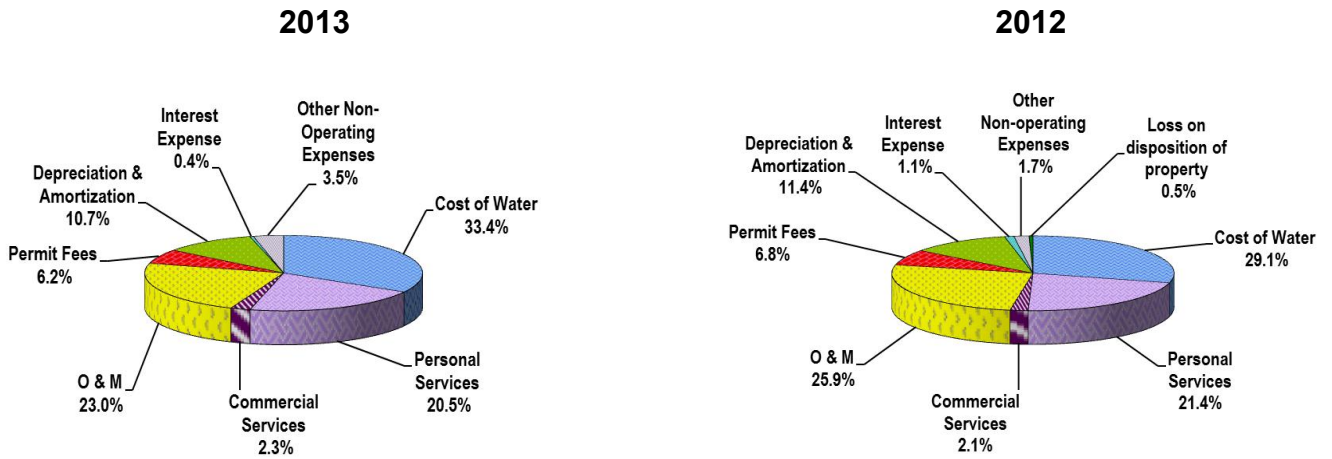 2013
Interest
Expense
0.4%
Other Non-
Operating
Expenses
3.5%
Depreciation &
Amortization
10.7%
Cost of Water
33.4%
Permit Fees
6.2%
O & M
23.0%
Commercial
Services
2.3%
Personal
Services
20.5%
2012
Other
Non-operating
Expenses
1.7%
Interest
Expense
1.1%
Loss on
disposition of
property
0.5%
Depreciation &
Amortization
11.4%
Permit Fees
6.8%
Cost of Water
29.1%
O & M
25.9%
Commercial
Services
2.1%
Personal
Services
21.4%